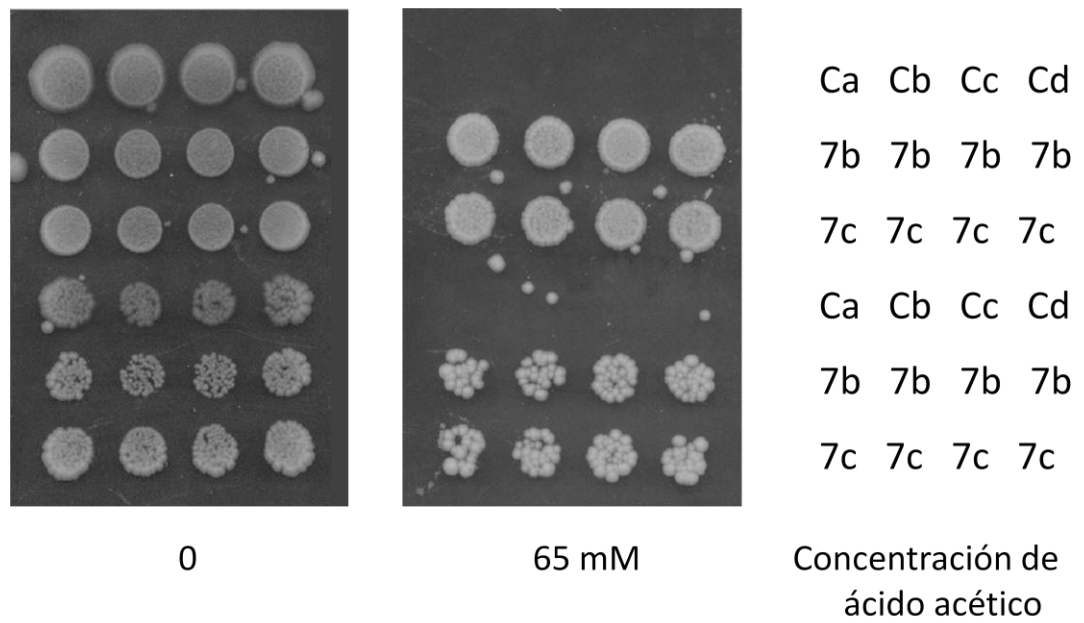 Ca Cb Cc Cd
7b 7b 7b 7b
7c 7c 7c 7c
Ca Cb Cc Cd
7b 7b 7b 7b
7c 7c 7c 7c
0
65 mM
Concentración de
ácido acético